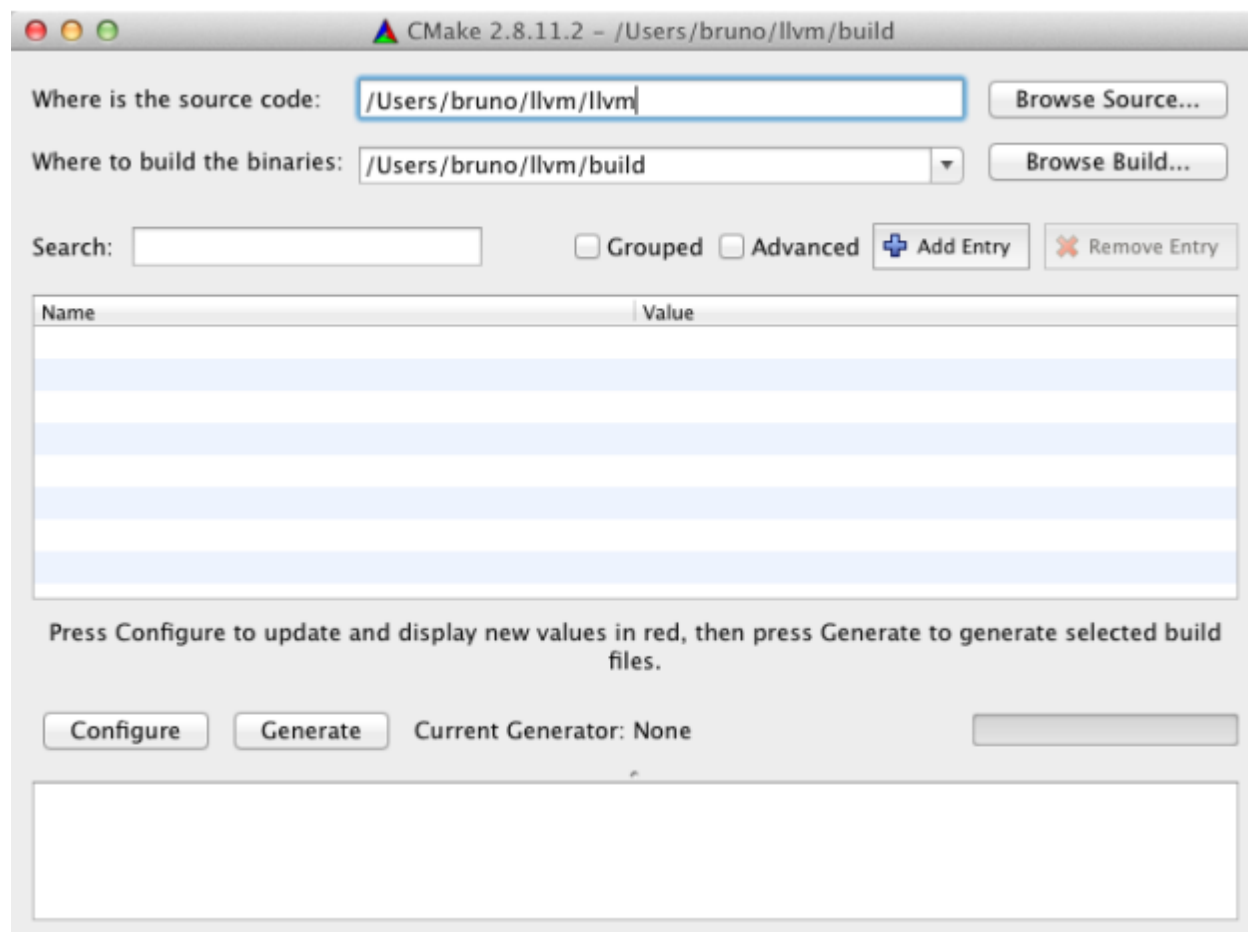 CMake 2.8.11.2 – /Users/bruno/llvm/build
Where is the source code: /Users/bruno/llvm/llvm Browse Source...
Where to build the binaries: /Users/bruno/llvm/build Browse Build...
Search: Grouped Advanced Add Entry Remove Entry
Name Value
Press Configure to update and display new values in red, then press Generate to generate selected build
files.
Configure Generate Current Generator: None